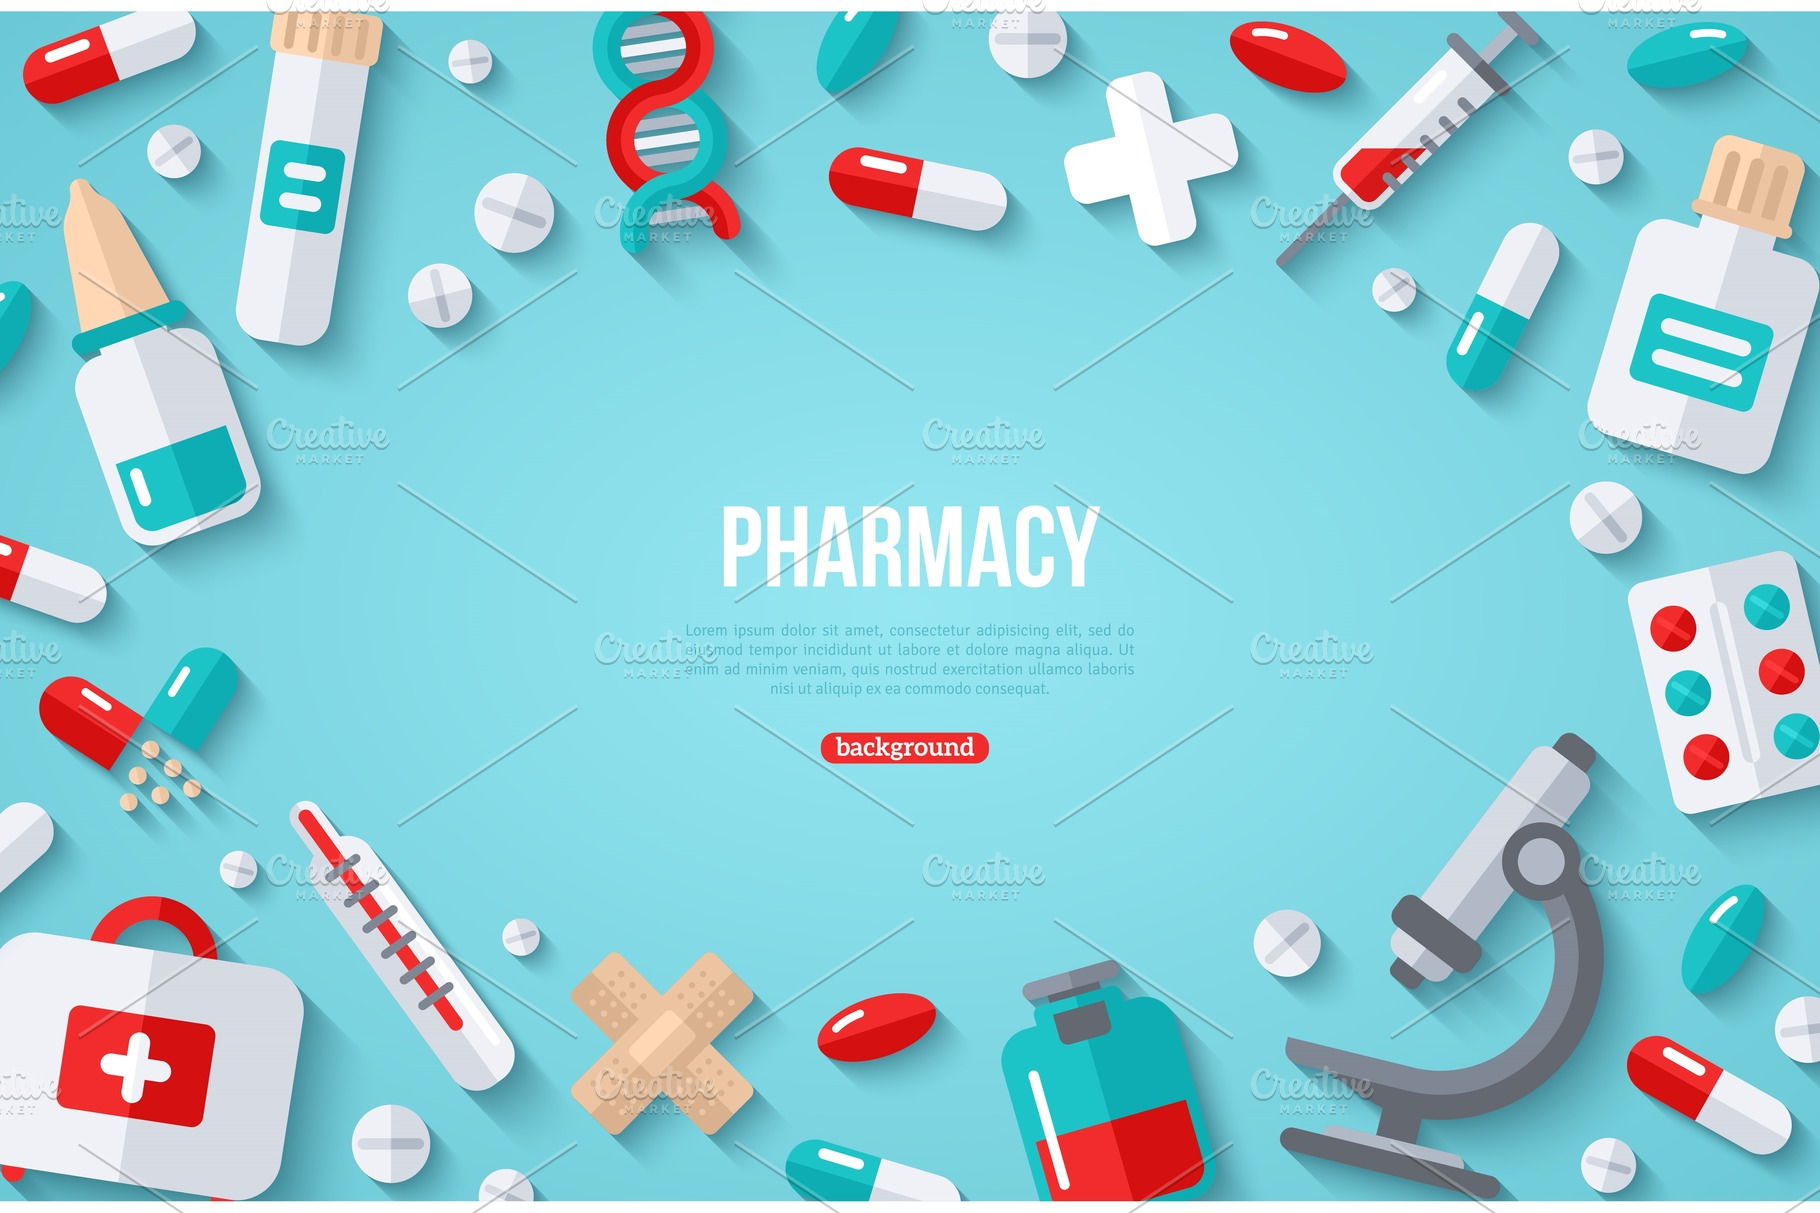 PHARMACY
Lorem ipsum dolor sit amet, consectetur adipisicing elit, sed do
eiusmod tempor incididunt ut labore et dolore magna aliqua. Ut
enim ad minim veniam, quis nostrud exercitation ullamco laboris
nisi ut aliquip ex ea commodo consequat.
background
Creative
MARKET